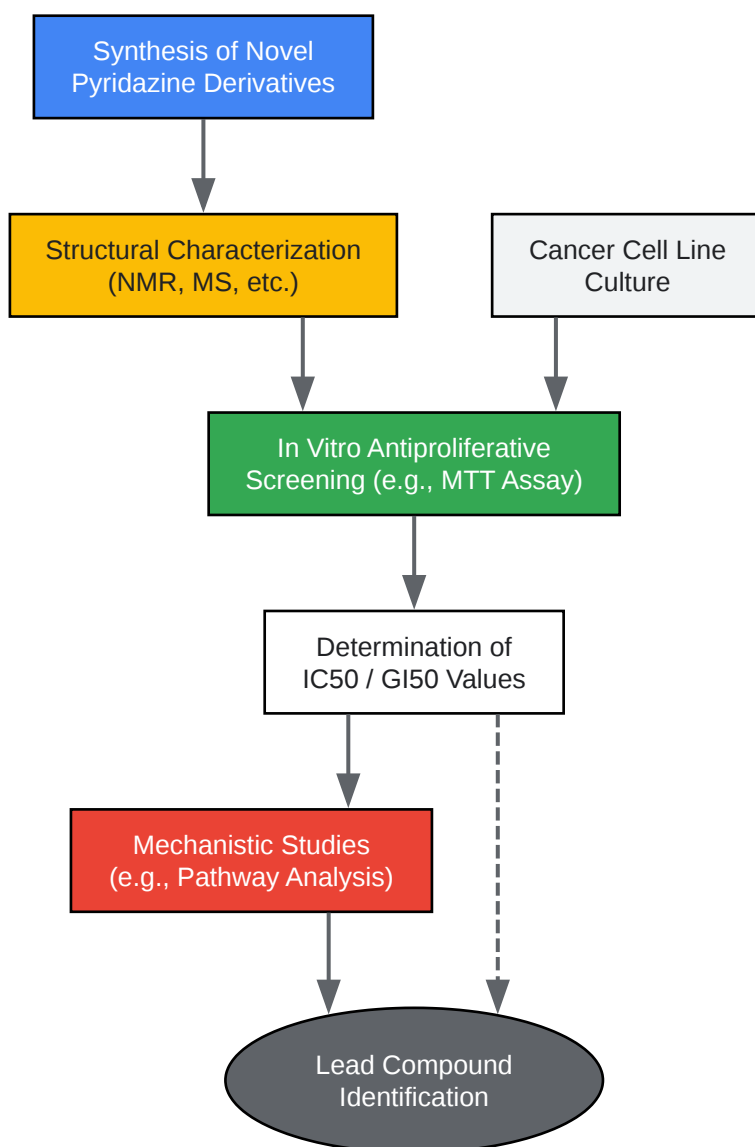 Synthesis of Novel
Pyridazine Derivatives
Structural Characterization
(NMR, MS, etc.)
Cancer Cell Line
Culture
In Vitro Antiproliferative
Screening (e.g., MTT Assay)
Determination of
IC50 / GI50 Values
Mechanistic Studies
(e.g., Pathway Analysis)
Lead Compound
Identification